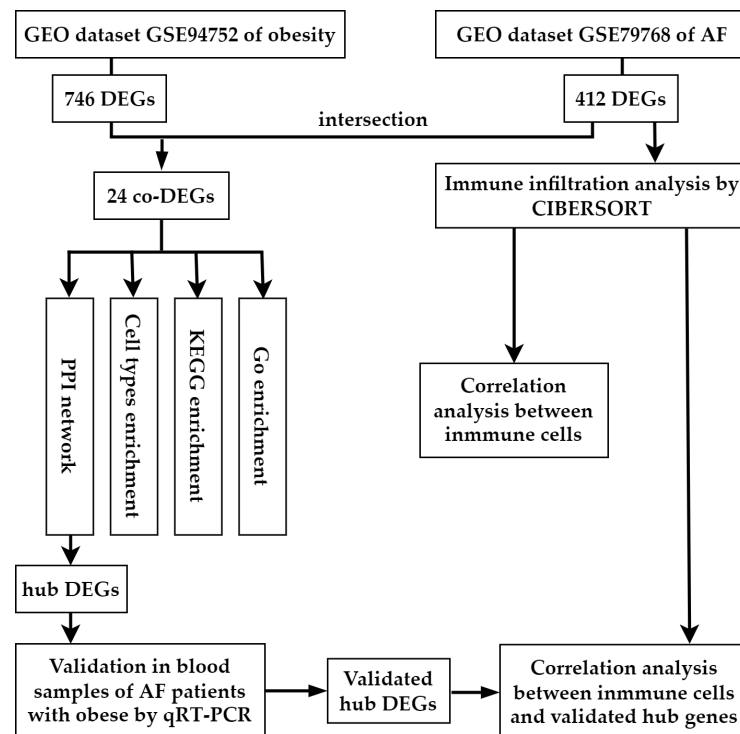 GEO dataset GSE94752 of obesity
GEO dataset GSE79768 of AF
746 DEGs
412 DEGs
intersection
24 co-DEGs
Immune infiltration analysis by
CIBERSORT
PPI network
Cell types enrichment
KEGG enrichment
Go enrichment
Correlation
analysis between
inmmune cells
hub DEGs
Validation in blood
samples of AF patients
with obese by qRT-PCR
Validated
hub DEGs
Correlation analysis
between inmmune cells
and validated hub genes